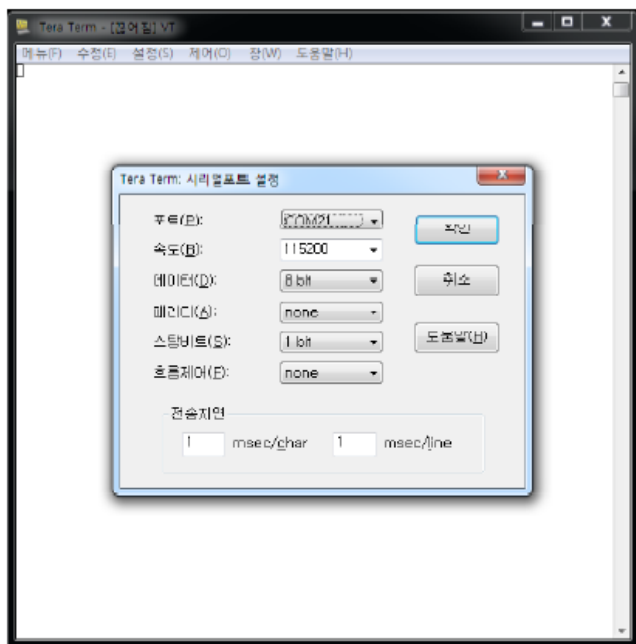 Tera Term - [끊어짐] VT
메뉴(F) 수정(E) 설정(S) 제어(O) 창(W) 도움말(H)
Tera Term: 시리얼포트 설정
포트(P): COM21 확인
속도(B): 115200
데이터(D): 8 bit 취소
패리티(A): none
스탑비트(S): 1 bit 도움말(H)
흐름제어(F): none
전송지연
1 msec/char 1 msec/line